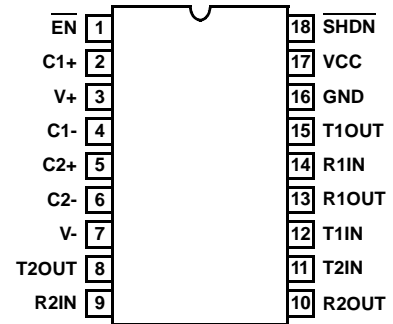 EN 1 18 SHDN
C1+ 2 17 VCC
V+ 3 16 GND
C1- 4 15 T1OUT
C2+ 5 14 R1IN
C2- 6 13 R1OUT
V- 7 12 T1IN
T2OUT 8 11 T2IN
R2IN 9 10 R2OUT